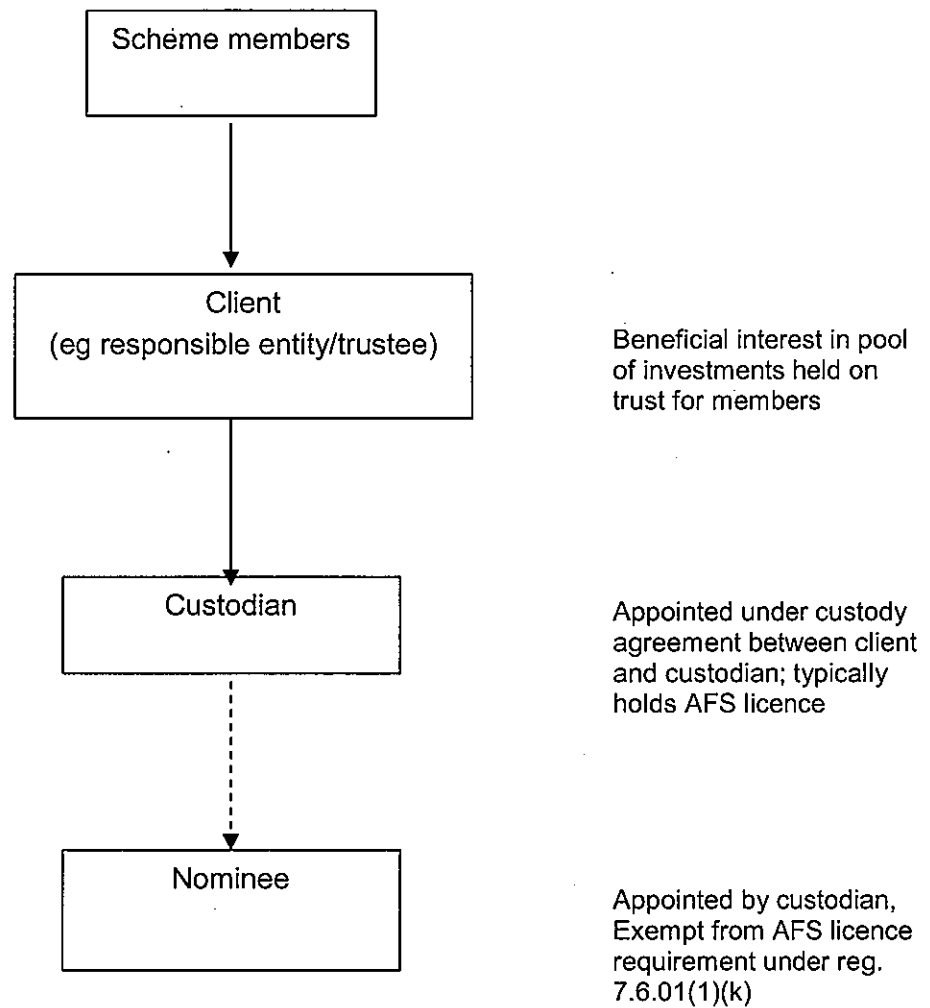 Scheme members
Client
(eg responsible entity/trustee)
Beneficial interest in pool
of investments held on
trust for members
Custodian
Appointed under custody
agreement between client
and custodian; typically
holds AFS licence
Nominee
Appointed by custodian,
Exempt from AFS licence
requirement under reg.
7.6.01(1)(k)